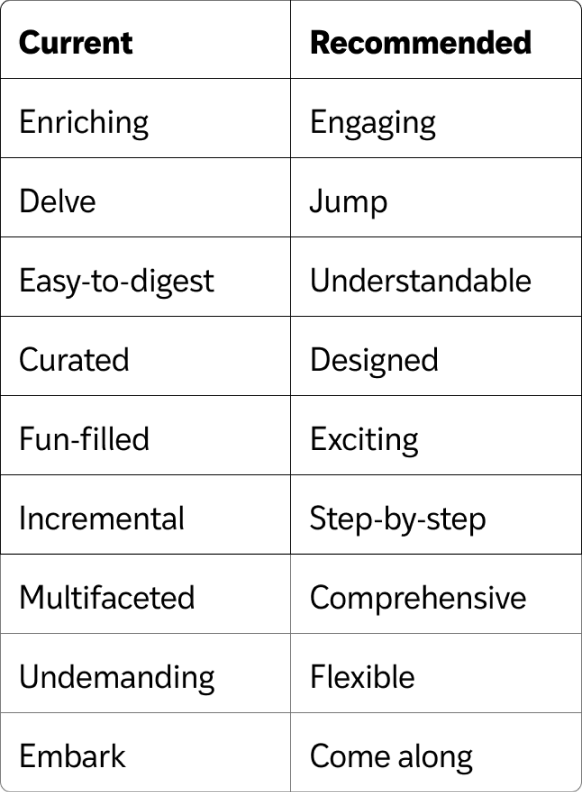 Current Recommended
Enriching Engaging
Delve Jump
Easy-to-digest Understandable
Curated Designed
Fun-filled Exciting
Incremental Step-by-step
Multifaceted Comprehensive
Undemanding Flexible
Embark Come along